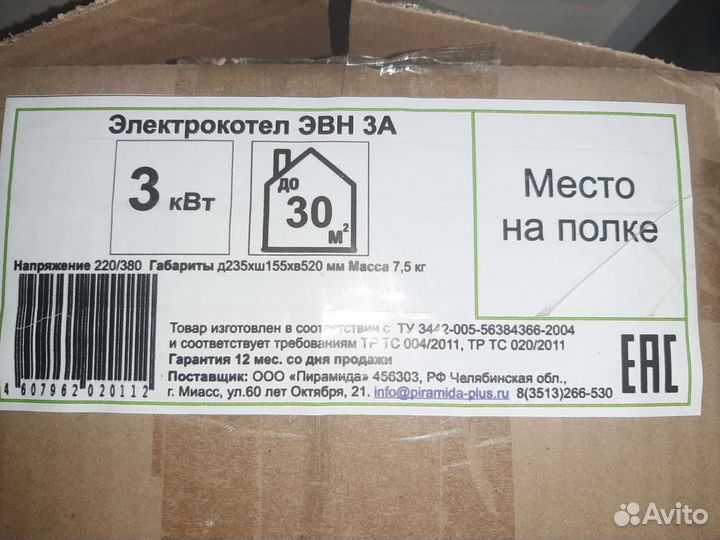 Электрокотел ЭВН 3А
3 кВт
до
30
м²
Место
на полке
Напряжение 220/380 Габариты д235хш155хв520 мм Масса 7,5 кг
Товар изготовлен в соответствии с ТУ 3442-005-56384366-2004
и соответствует требованиям ТР ТС 004/2011, ТР ТС 020/2011
Гарантия 12 мес. со дня продажи
Поставщик: ООО «Пирамида» 456303, РФ Челябинская обл.,
г. Миасс, ул.60 лет Октября, 21. info@piramida-plus.ru 8(3513)266-530
4 607962 020112
EAC
Avito